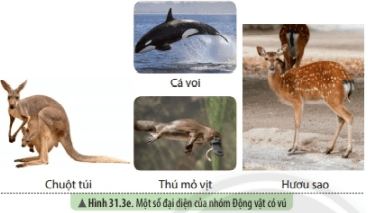 Cá voi
Chuột túi
Thú mỏ vịt
Hươu sao
▲ Hình 31.3e. Một số đại diện của nhóm Động vật có vú